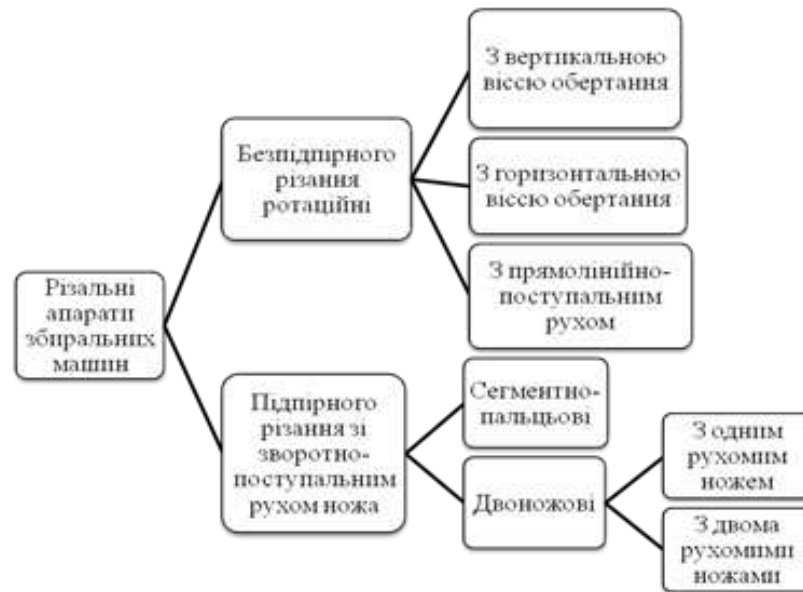 Різальні
апарати
збиральних
машин
Безпідпірного
різання
ротаційні
З вертикальною
віссю обертання
З горизонтальною
віссю обертання
З прямолінійно-
поступальним
рухом
Підпірного
різання зі
зворотно-
поступальним
рухом ножа
Сегментно-
пальцьові
Двоножові
З одним
рухомим
ножем
З двома
рухомими
ножами